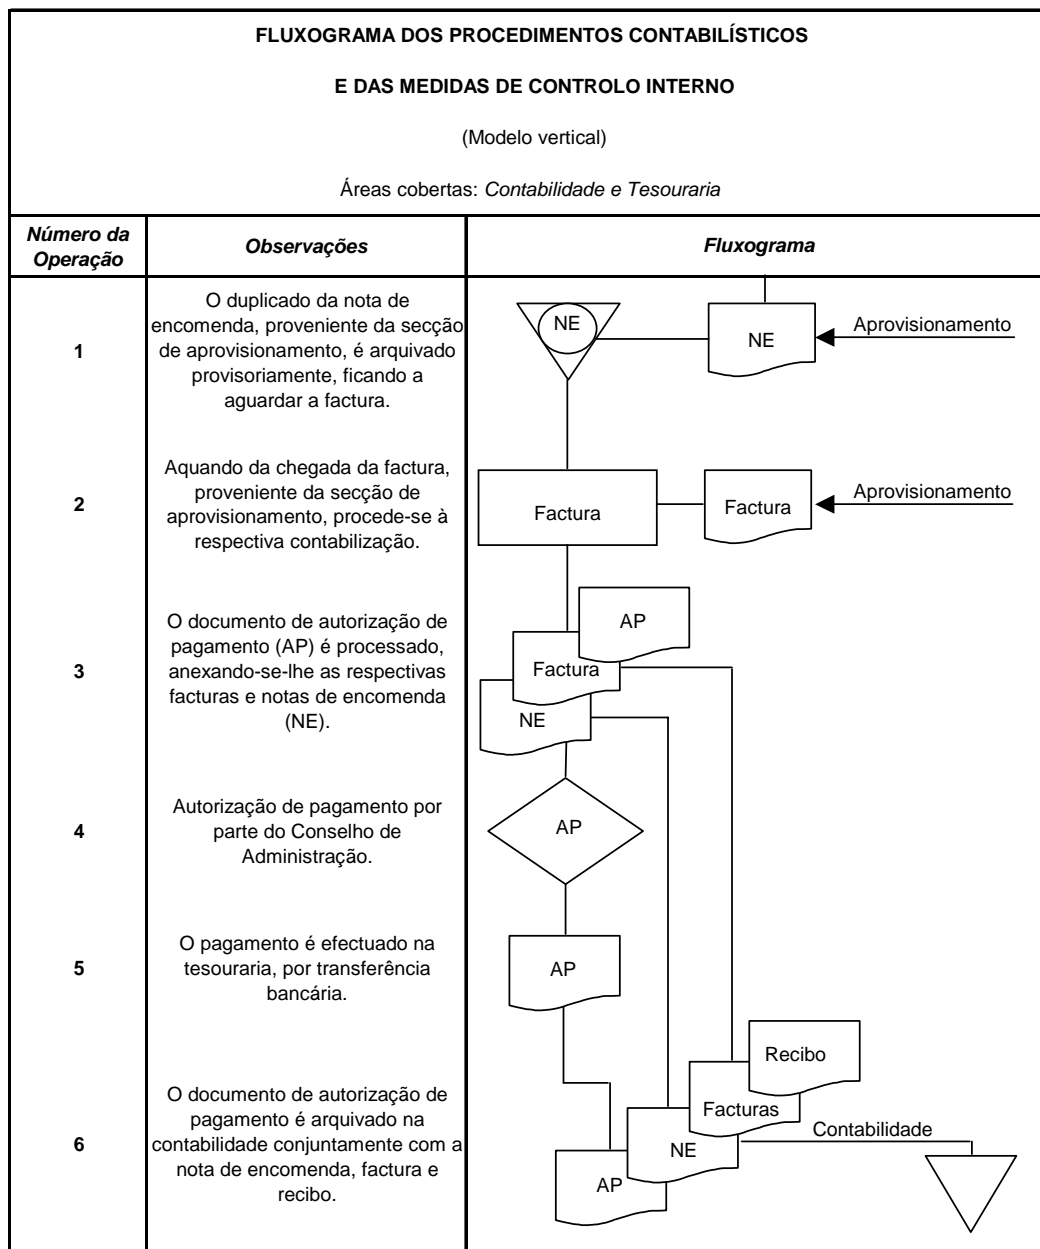 FLUXOGRAMA DOS PROCEDIMENTOS CONTABILÍSTICOS
E DAS MEDIDAS DE CONTROLO INTERNO
(Modelo vertical)
Áreas cobertas: Contabilidade e Tesouraria
Número da
Operação
Observações
Fluxograma
1
O duplicado da nota de
encomenda, proveniente da secção
de aprovisionamento, é arquivado
provisoriamente, ficando a
aguardar a factura.
NE
NE
Aprovisionamento
2
Aquando da chegada da factura,
proveniente da secção de
aprovisionamento, procede-se à
respectiva contabilização.
Factura
Factura
Aprovisionamento
3
O documento de autorização de
pagamento (AP) é processado,
anexando-se-lhe as respectivas
facturas e notas de encomenda
(NE).
AP
Factura
NE
4
Autorização de pagamento por
parte do Conselho de
Administração.
AP
5
O pagamento é efectuado na
tesouraria, por transferência
bancária.
AP
6
O documento de autorização de
pagamento é arquivado na
contabilidade conjuntamente com a
nota de encomenda, factura e
recibo.
Recibo
Facturas
NE
AP
Contabilidade